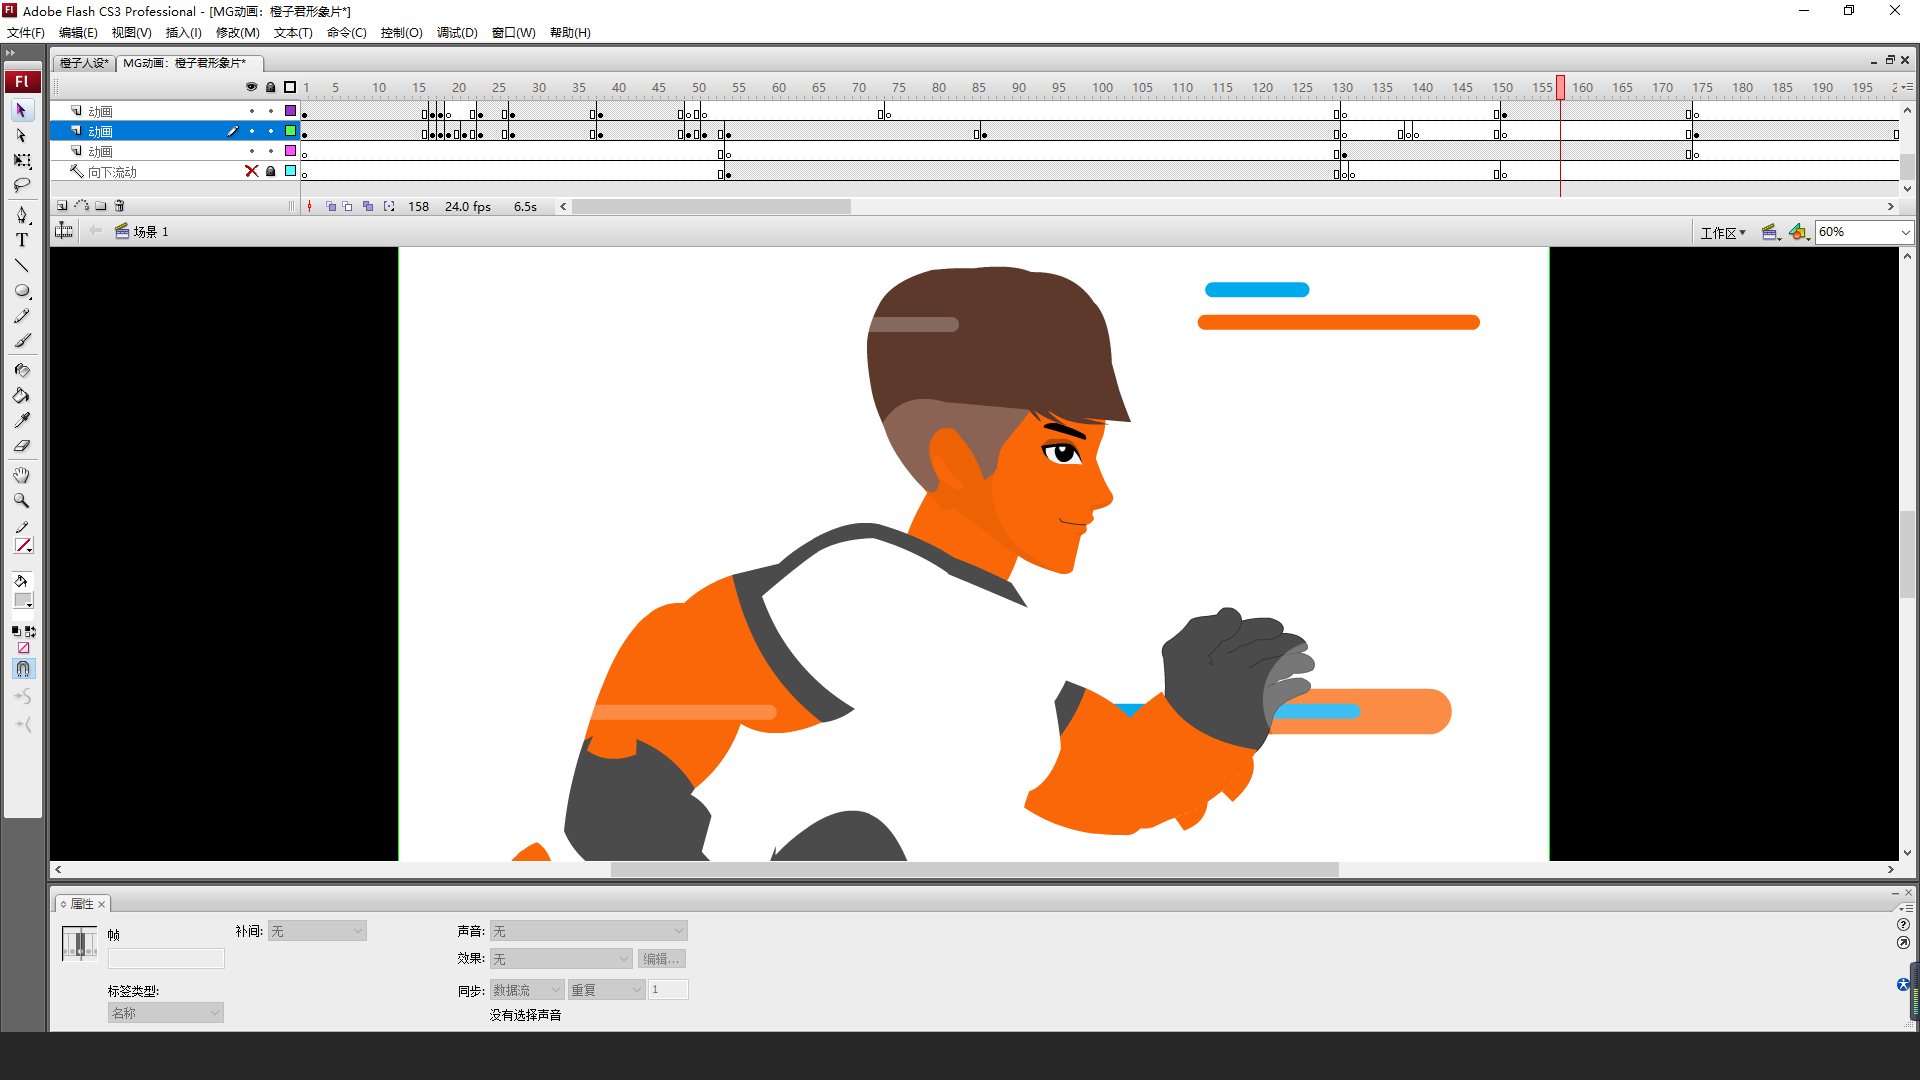 Adobe Flash CS3 Professional - [MG动画：橙子君形象片*]
文件(F) 编辑(E) 视图(V) 插入(I) 修改(M) 文本(T) 命令(C) 控制(O) 调试(D) 窗口(W) 帮助(H)
橙子人设* MG动画：橙子君形象片*
Fl
1 5 10 15 20 25 30 35 40 45 50 55 60 65 70 75 80 85 90 95 100 105 110 115 120 125 130 135 140 145 150 155 160 165 170 175 180 185 190 195
动画
动画
动画
向下流动
158 24.0 fps 6.5s
场景 1 工作区 60%
属性
帧 补间: 无 声音: 无
效果: 无 编辑...
标签类型: 同步: 数据流 重复 1
名称 没有选择声音